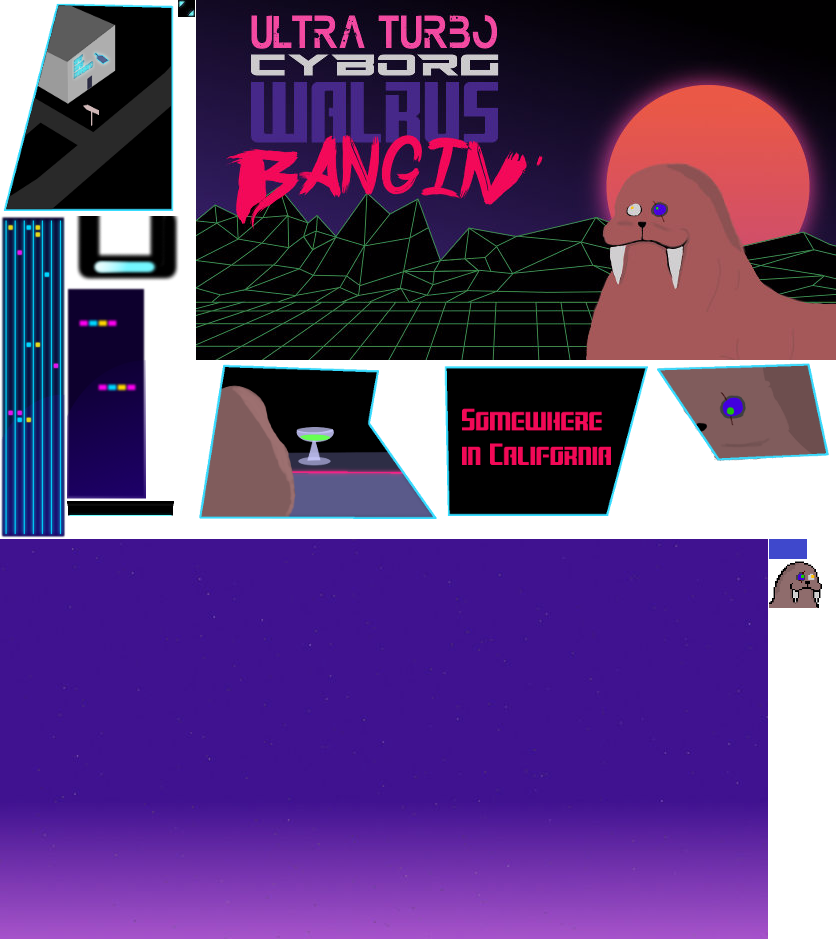 ULTRA TURBO
CYBORG
WALRUS
BANGIN'
SOMEWHERE
IN CALIFORNIA